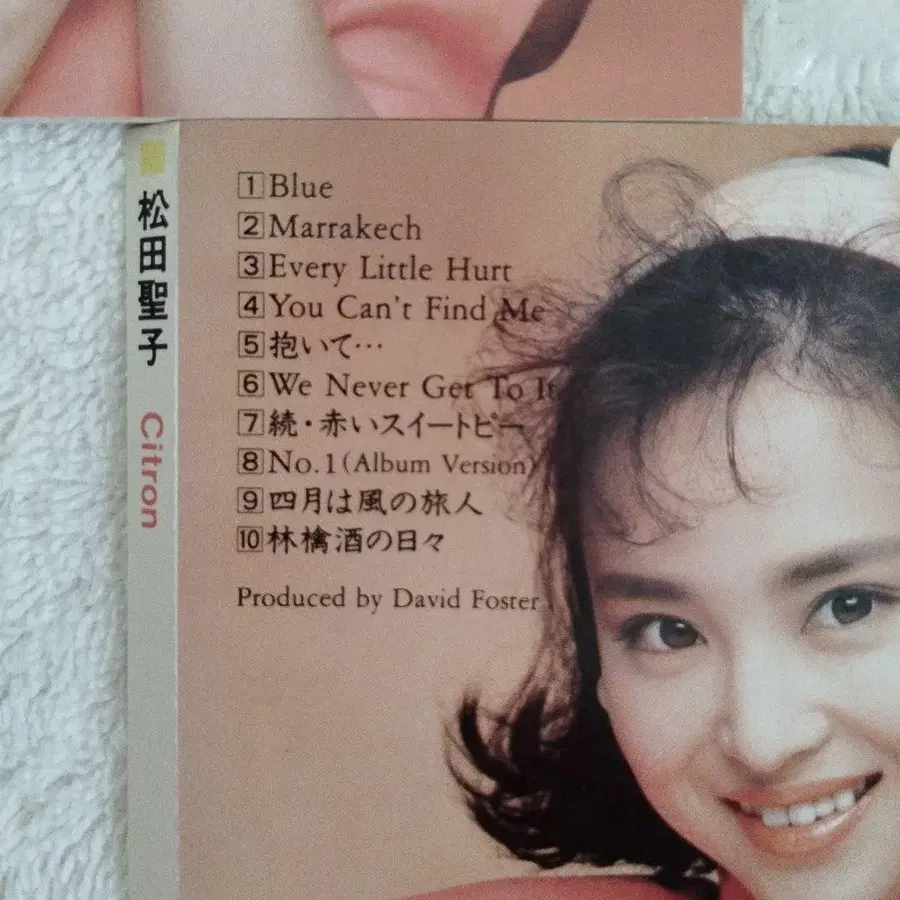 松田聖子 Citron
1 Blue
2 Marrakech
3 Every Little Hurt
4 You Can't Find Me
5 抱いて…
6 We Never Get To It
7 続・赤いスイートピー
8 No.1 (Album Version)
9 四月は風の旅人
10 林檎酒の日々
Produced by David Foster